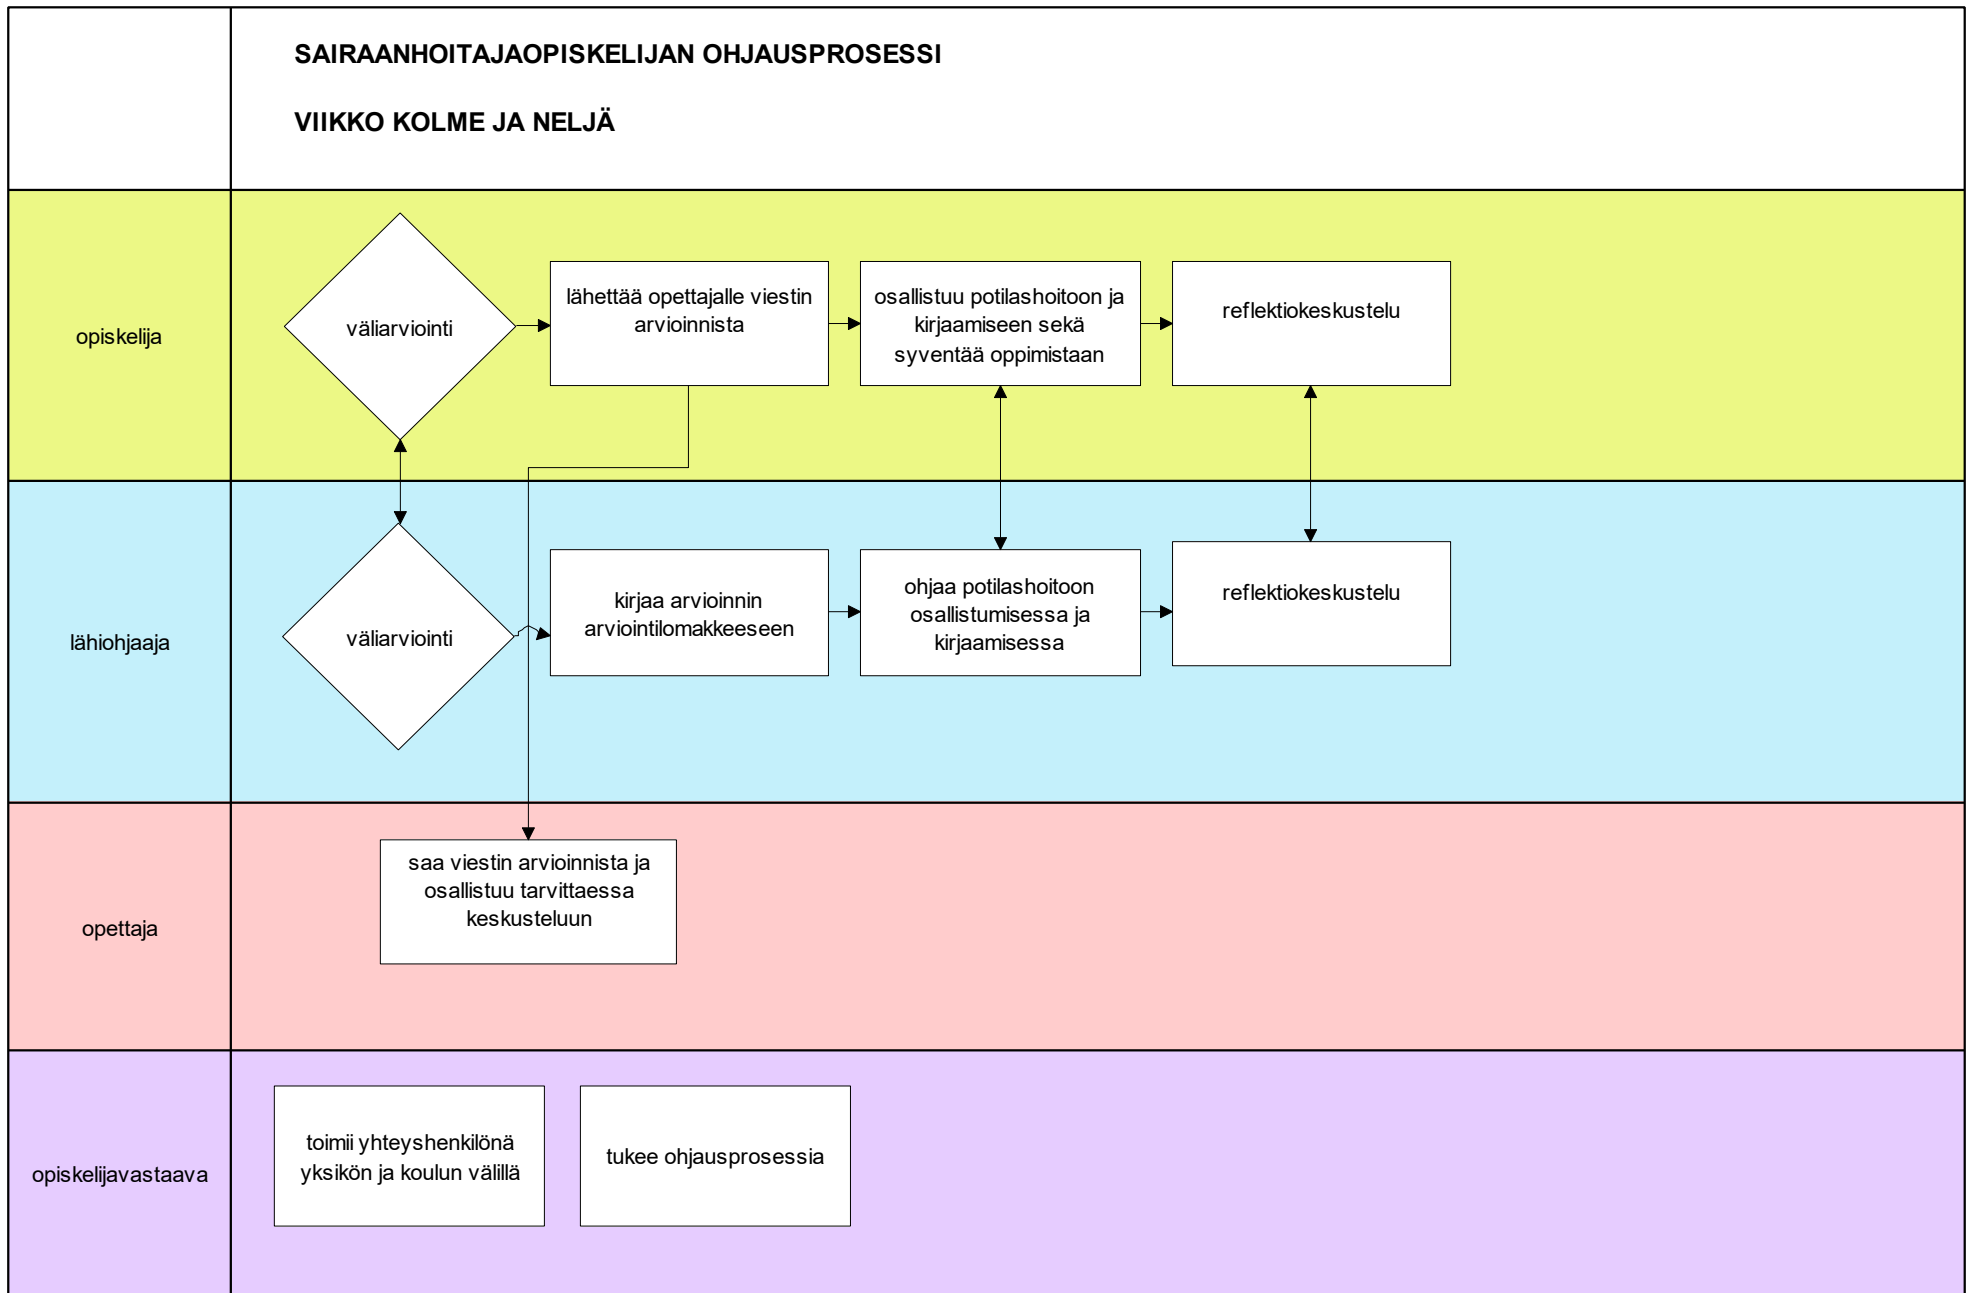 SAIRAANHOITAJAOPISKELIJAN OHJAUSPROSESSI
VIIKKO KOLME JA NELJÄ
opiskelija
väliarviointi
lähettää opettajalle viestin
arvioinnista
osallistuu potilashoitoon ja
kirjaamiseen sekä
syventää oppimistaan
reflektiokeskustelu
lähiohjaaja
väliarviointi
kirjaa arvioinnin
arviointilomakkeeseen
ohjaa potilashoitoon
osallistumisessa ja
kirjaamisessa
reflektiokeskustelu
opettaja
saa viestin arvioinnista ja
osallistuu tarvittaessa
keskusteluun
opiskelijavastaava
toimii yhteyshenkilönä
yksikön ja koulun välillä
tukee ohjausprosessia